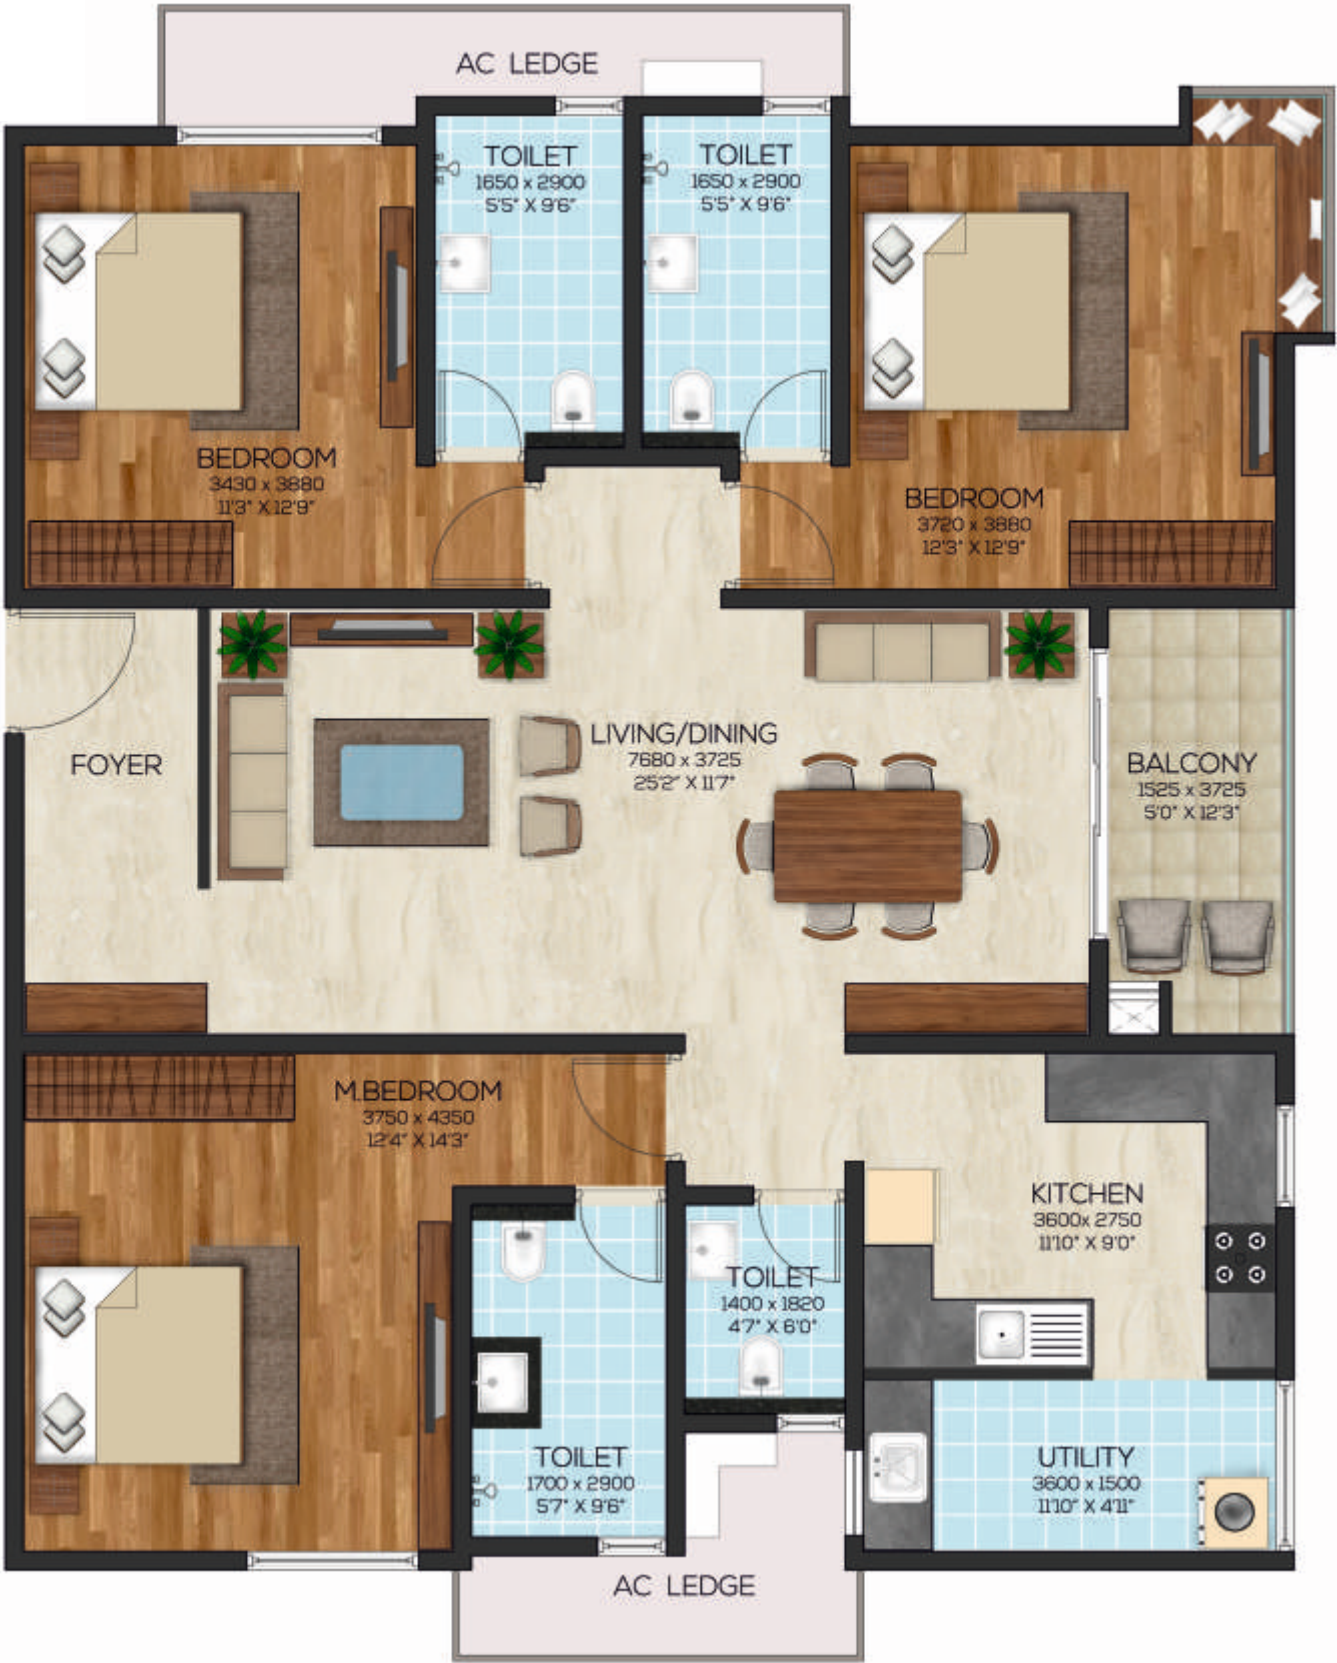 AC LEDGE
TOILET
1650 x 2900
5'5" X 9'6"
TOILET
1650 x 2900
5'5" X 9'6"
BEDROOM
3430 x 3880
11'3" X 12'9"
BEDROOM
3720 x 3880
12'3" X 12'9"
FOYER
LIVING/DINING
7680 x 3725
25'2" X 11'7"
BALCONY
1525 x 3725
5'0" X 12'3"
M.BEDROOM
3750 x 4350
12'4" X 14'3"
KITCHEN
3600x 2750
11'10" X 9'0"
TOILET
1400 x 1820
4'7" X 6'0"
TOILET
1700 x 2900
5'7" X 9'6"
UTILITY
3600 x 1500
11'10" X 4'11"
AC LEDGE